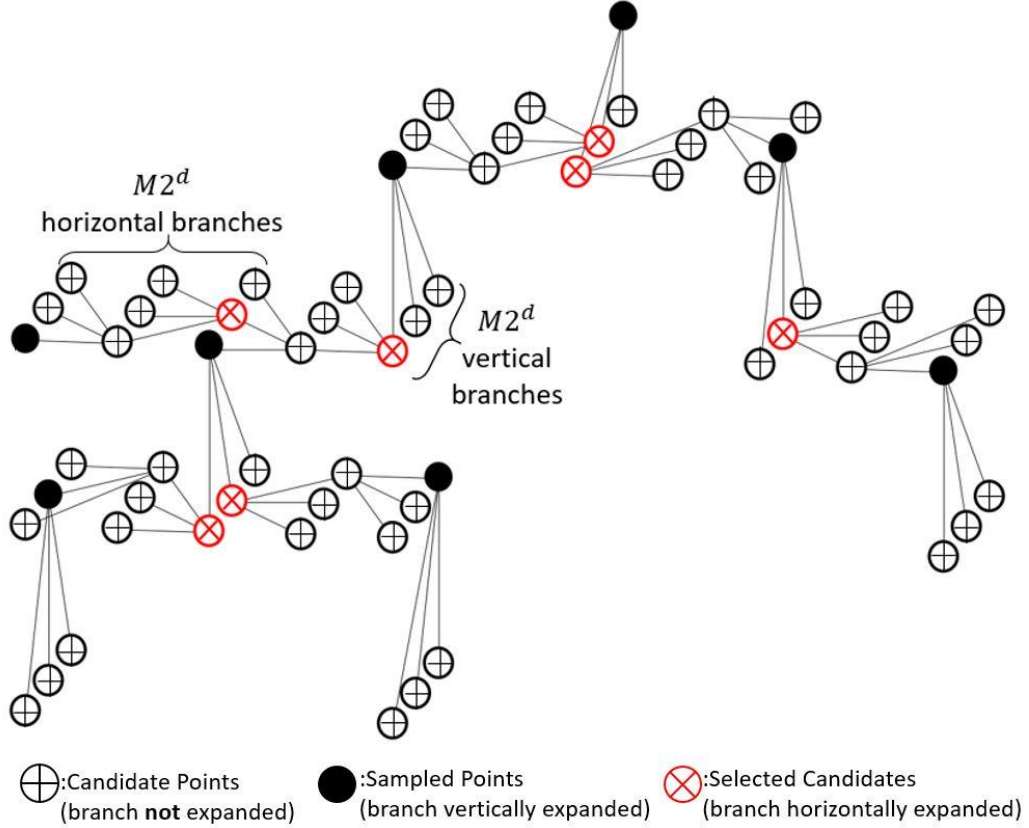 M2^d
horizontal branches
M2^d
vertical
branches
:Candidate Points
(branch not expanded)
:Sampled Points
(branch vertically expanded)
:Selected Candidates
(branch horizontally expanded)